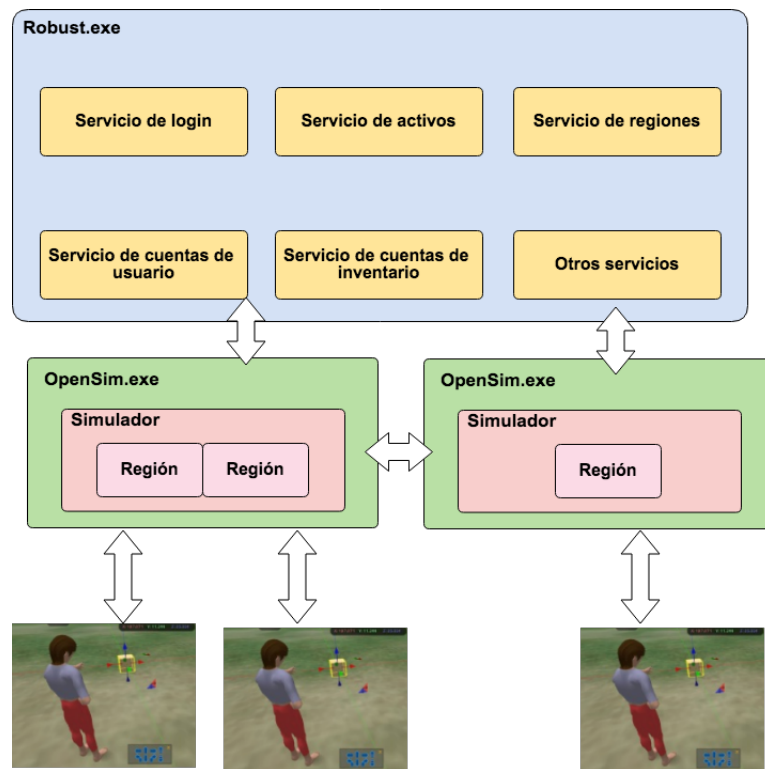 Robust.exe
Servicio de login
Servicio de activos
Servicio de regiones
Servicio de cuentas de
usuario
Servicio de cuentas de
inventario
Otros servicios
OpenSim.exe
Simulador
Región
Región
OpenSim.exe
Simulador
Región